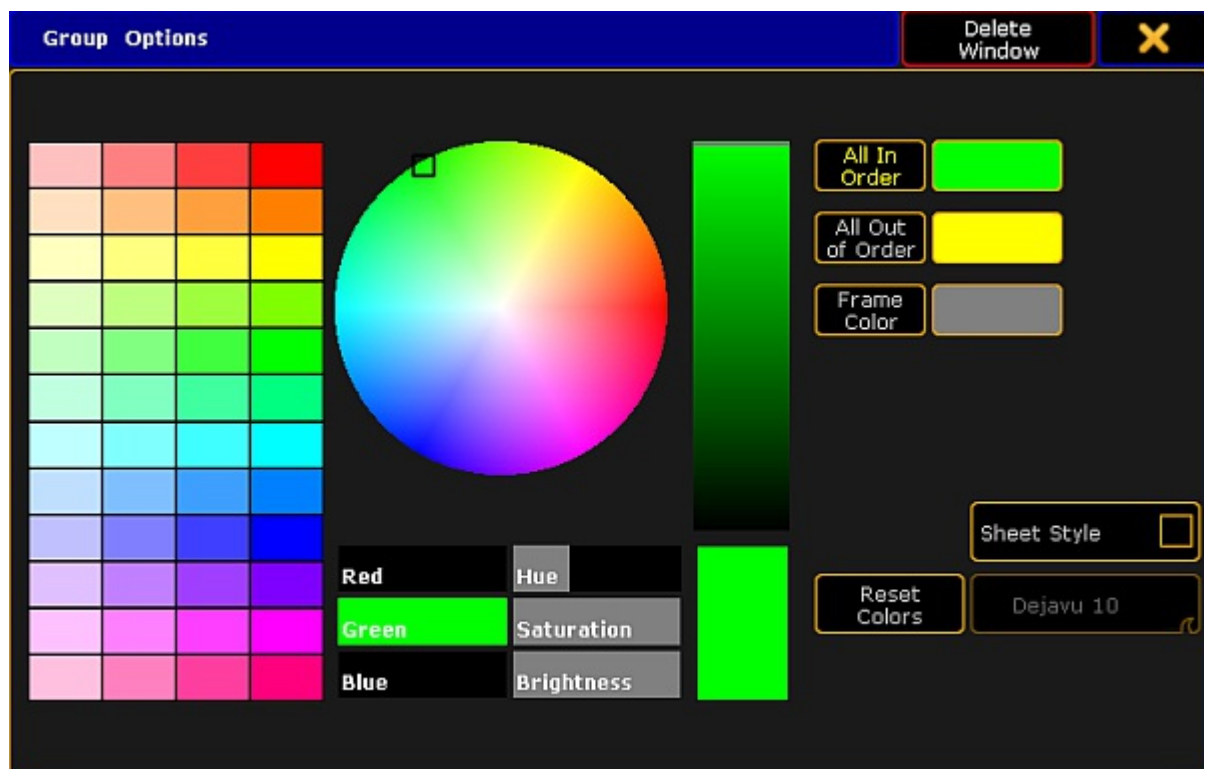 Group Options
Delete
Window
All In
Order
All Out
of Order
Frame
Color
Sheet Style
Red
Hue
Green
Saturation
Blue
Brightness
Reset
Colors
Dejavu 10